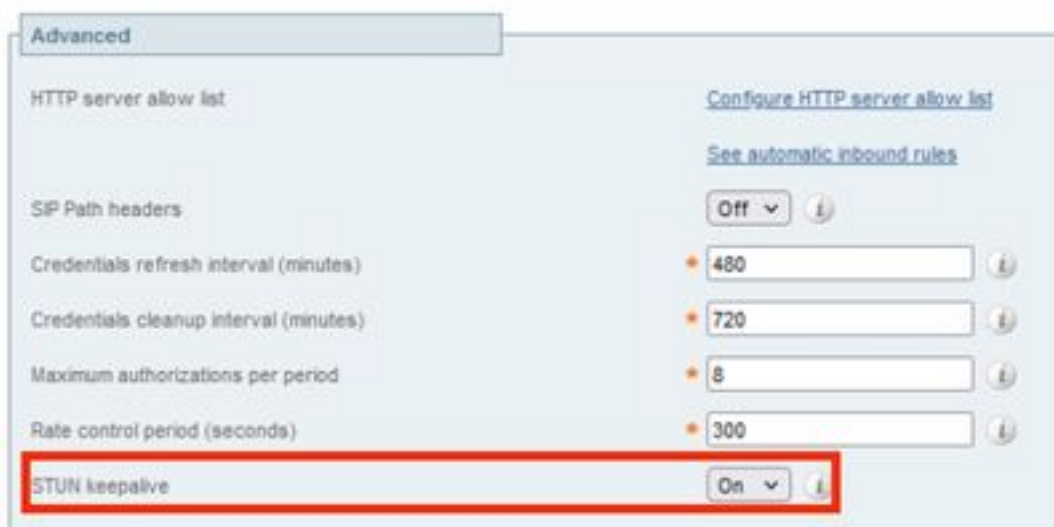 Advanced
HTTP server allow list Configure HTTP server allow list
See automatic inbound rules
SIP Path headers Off
Credentials refresh interval (minutes) 480
Credentials cleanup interval (minutes) 720
Maximum authorizations per period 8
Rate control period (seconds) 300
STUN keepalive On